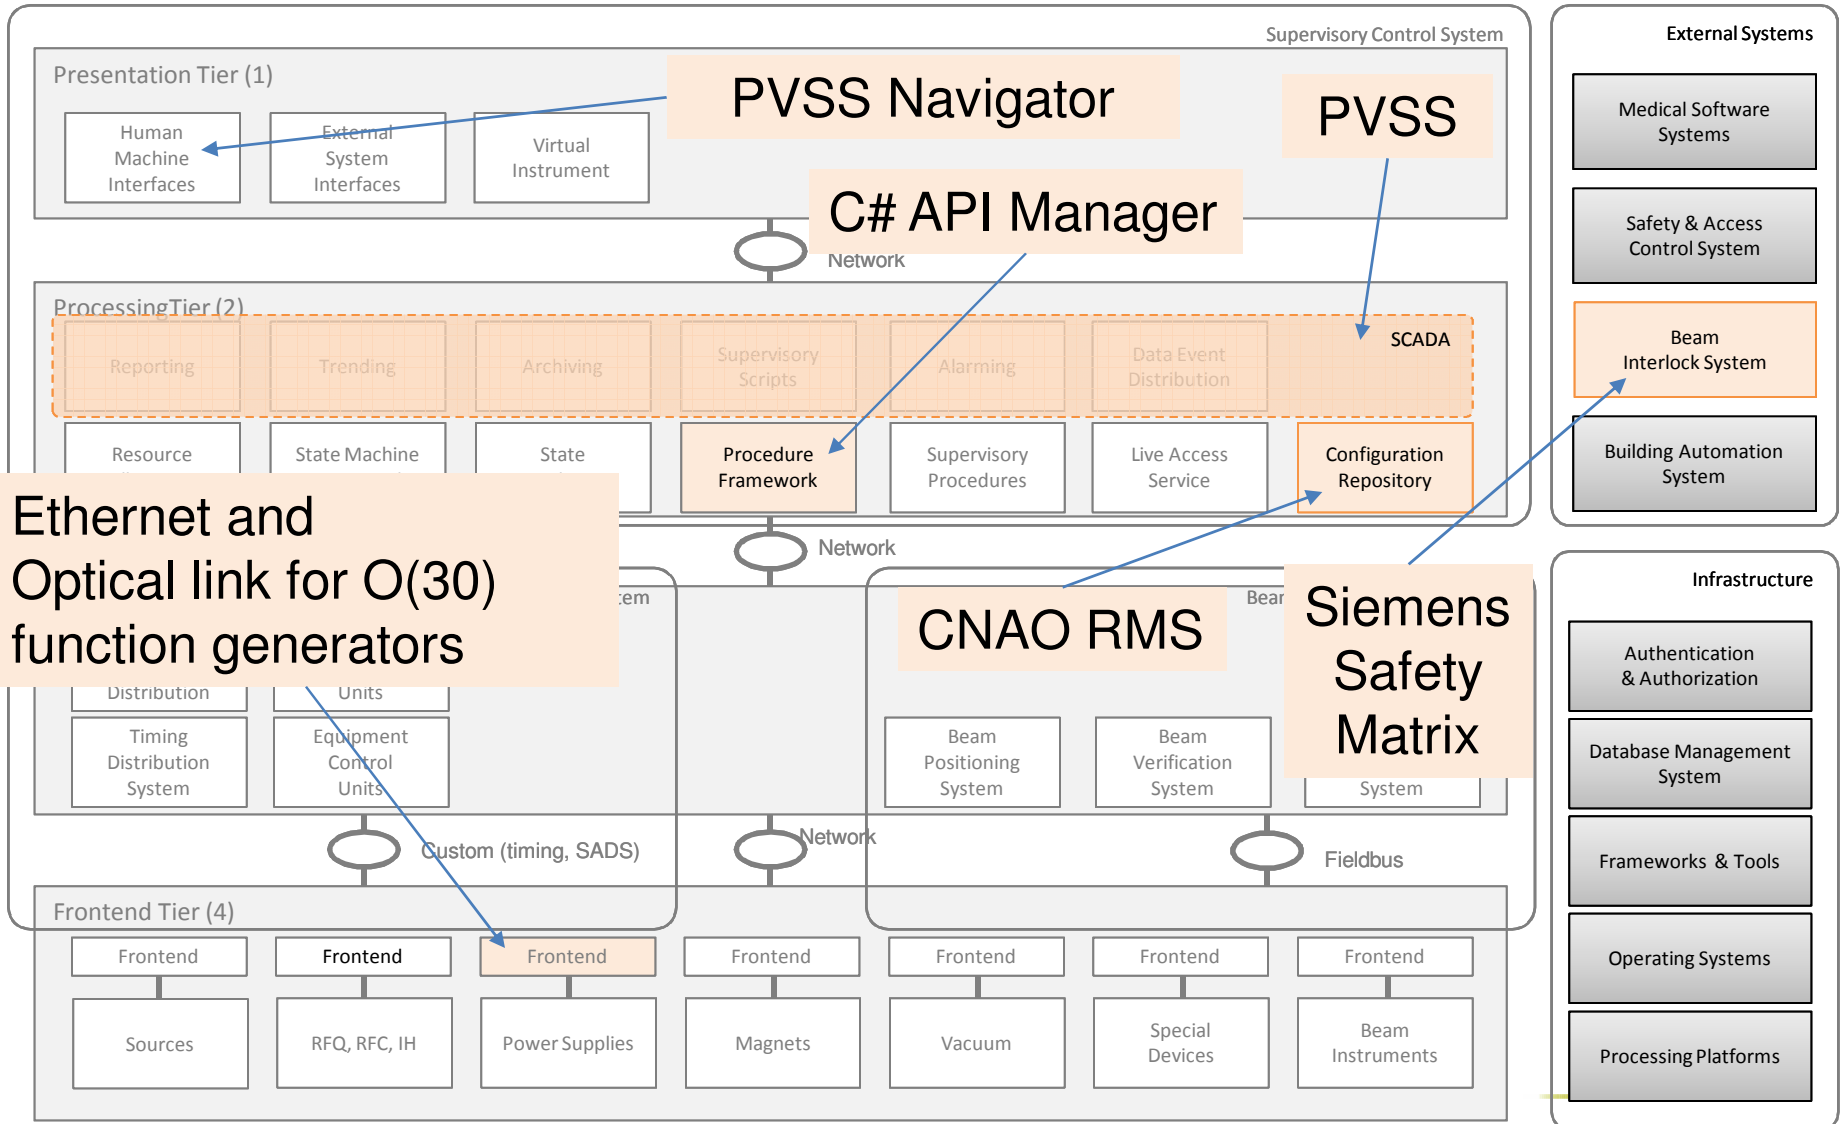 Supervisory Control System
External Systems
Presentation Tier (1)
PVSS Navigator
PVSS
Human
Machine
Interfaces
External
System
Interfaces
Virtual
Instrument
C# API Manager
Network
Medical Software
Systems
Safety & Access
Control System
Beam
Interlock System
Building Automation
System
ProcessingTier (2)
SCADA
Reporting
Trending
Archiving
Supervisory
Scripts
Alarming
Data Event
Distribution
Resource
State Machine
State
Procedure
Framework
Supervisory
Procedures
Live Access
Service
Configuration
Repository
Ethernet and
Optical link for O(30)
function generators
Network
CNAO RMS
Siemens
Safety
Matrix
Distribution
Units
Timing
Distribution
System
Equipment
Control
Units
Beam
Positioning
System
Beam
Verification
System
System
Custom (timing, SADS)
Network
Fieldbus
Infrastructure
Authentication
& Authorization
Database Management
System
Frameworks & Tools
Operating Systems
Processing Platforms
Frontend Tier (4)
Frontend
Frontend
Frontend
Frontend
Frontend
Frontend
Frontend
Sources
RFQ, RFC, IH
Power Supplies
Magnets
Vacuum
Special
Devices
Beam
Instruments